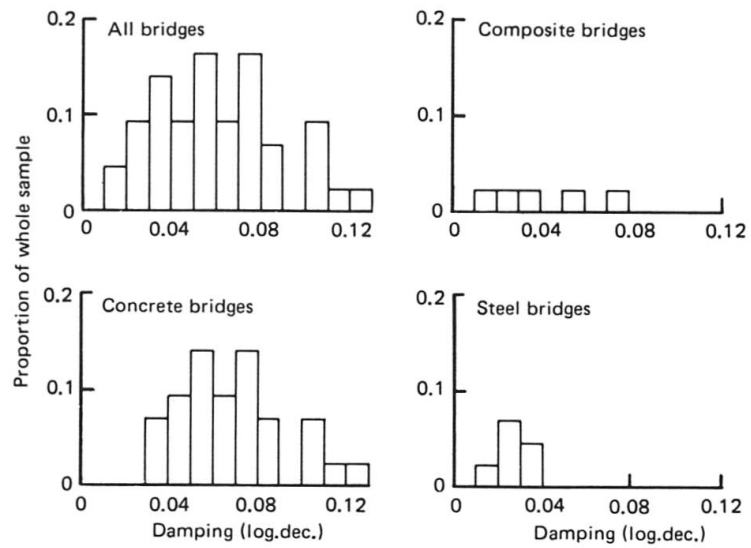 Proportion of whole sample
0.2
All bridges
0.1
0
0 0.04 0.08 0.12
0.2
Composite bridges
0.1
0
0 0.04 0.08 0.12
0.2
Concrete bridges
0.1
0
0 0.04 0.08 0.12
Damping (log.dec.)
0.2
Steel bridges
0.1
0
0 0.04 0.08 0.12
Damping (log.dec.)